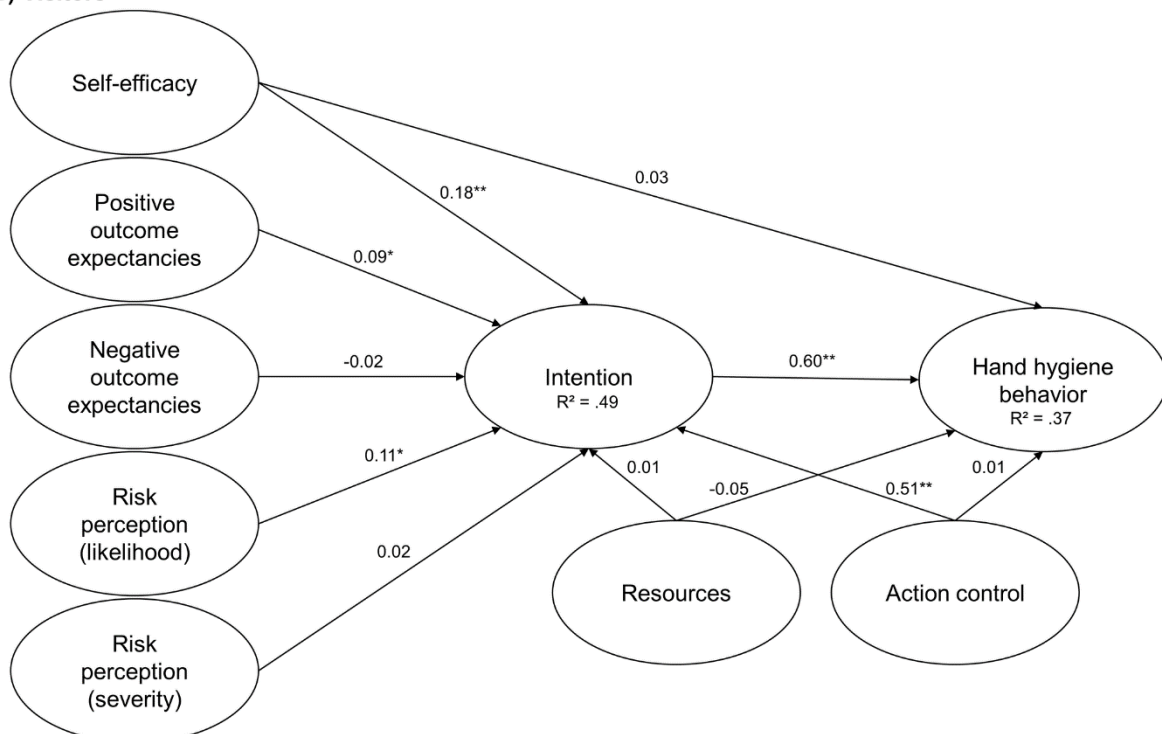 Self-efficacy
0.03
0.18**
Positive
outcome
expectancies
0.09*
Negative
outcome
expectancies
-0.02
Intention
R² = .49
0.60**
Hand hygiene
behavior
R² = .37
0.11*
Risk
perception
(likelihood)
0.01
-0.05
0.51**
0.01
0.02
Resources
Action control
Risk
perception
(severity)